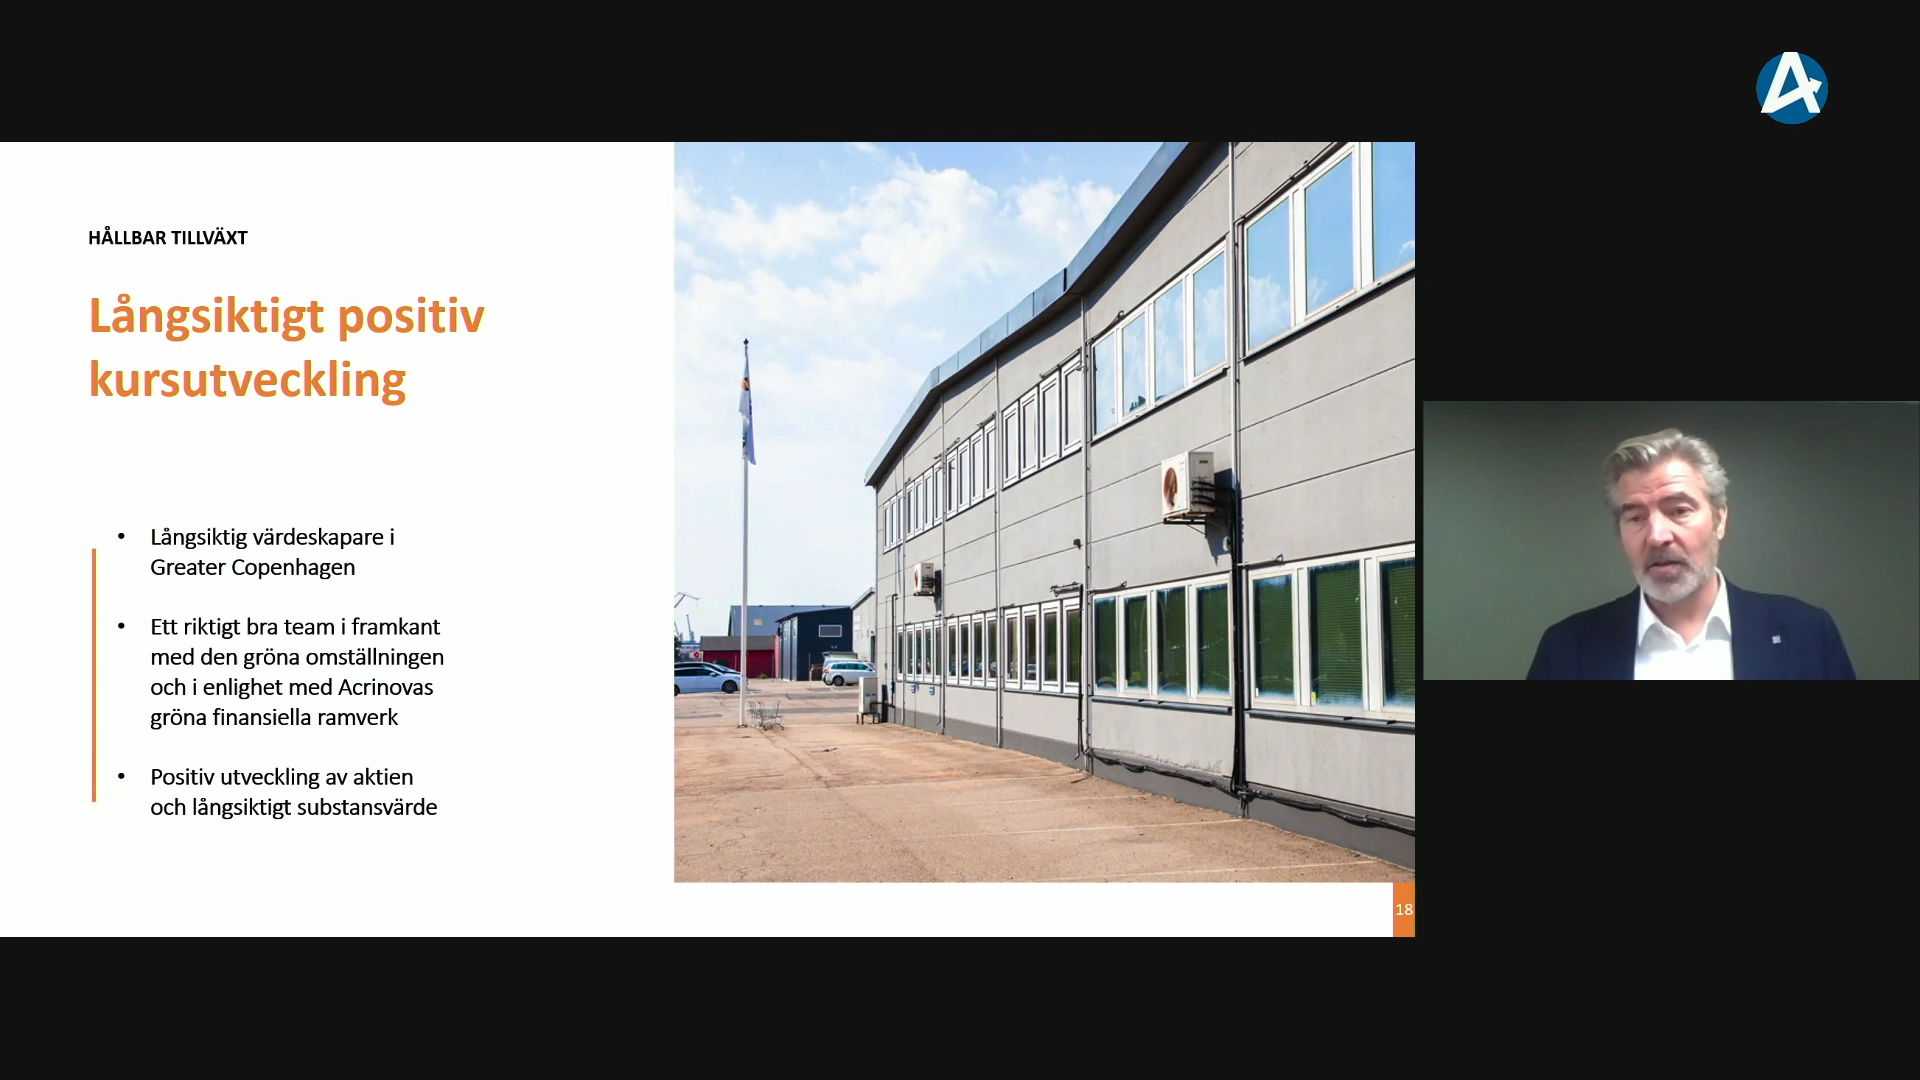 HÅLLBAR TILLVÄXT
Långsiktigt positiv
kursutveckling
• Långsiktig värdeskapare i
Greater Copenhagen
• Ett riktigt bra team i framkant
med den gröna omställningen
och i enlighet med Acrinovas
gröna finansiella ramverk
• Positiv utveckling av aktien
och långsiktigt substansvärde
18